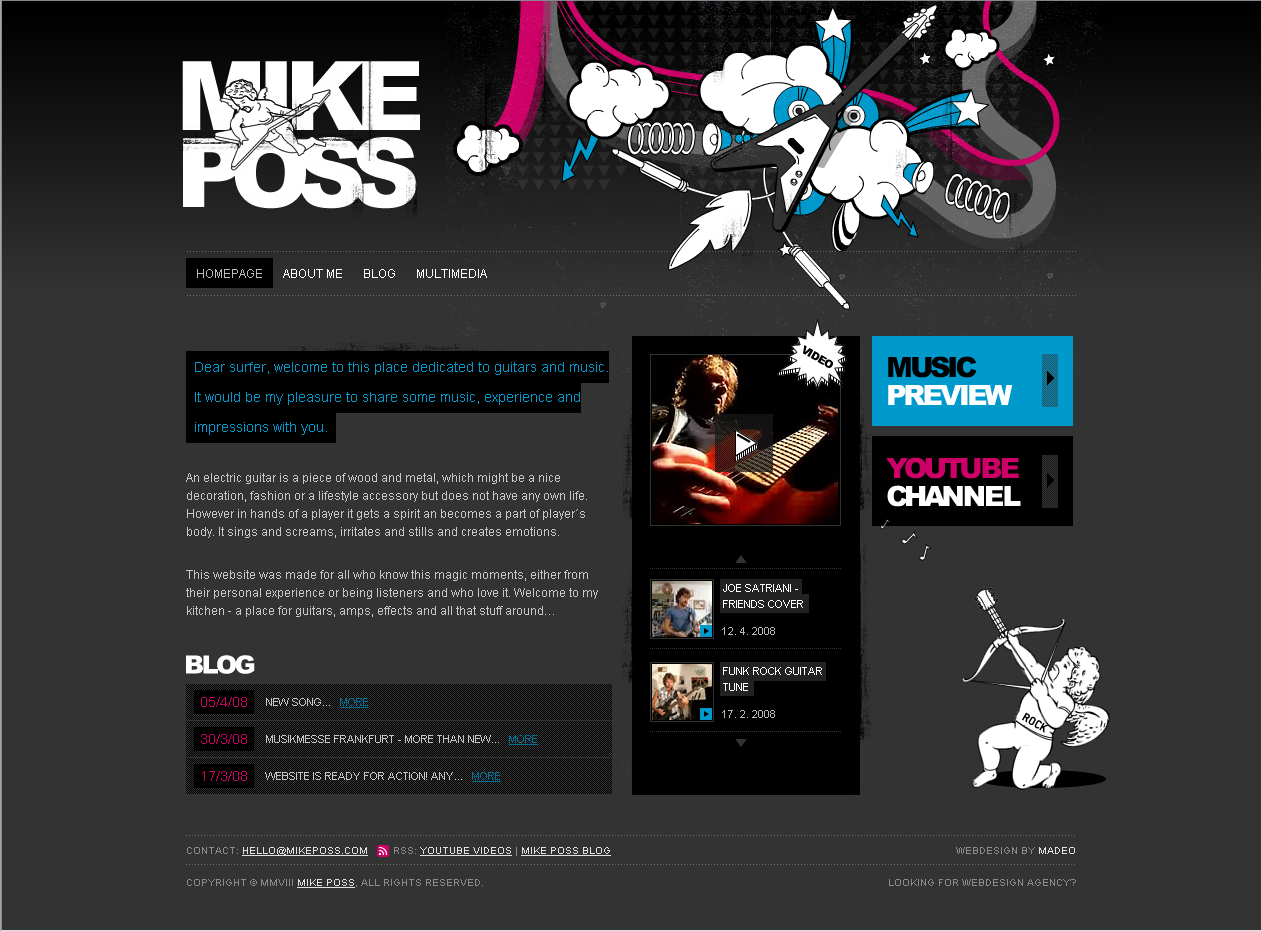 MIKE
POSS
HOMEPAGE ABOUT ME BLOG MULTIMEDIA
Dear surfer, welcome to this place dedicated to guitars and music.
It would be my pleasure to share some music, experience and
impressions with you.
An electric guitar is a piece of wood and metal, which might be a nice
decoration, fashion or a lifestyle accessory but does not have any own life.
However in hands of a player it gets a spirit an becomes a part of player´s
body. It sings and screams, irritates and stills and creates emotions.
This website was made for all who know this magic moments, either from
their personal experience or being listeners and who love it. Welcome to my
kitchen - a place for guitars, amps, effects and all that stuff around...
BLOG
05/4/08 NEW SONG... MORE
30/3/08 MUSIKMESSE FRANKFURT - MORE THAN NEW... MORE
17/3/08 WEBSITE IS READY FOR ACTION! ANY... MORE
VIDEO
JOE SATRIANI -
FRIENDS COVER
12. 4. 2008
FUNK ROCK GUITAR
TUNE
17. 2. 2008
MUSIC
PREVIEW
YOUTUBE
CHANNEL
ROCK
CONTACT: HELLO@MIKEPOSS.COM RSS: YOUTUBE VIDEOS | MIKE POSS BLOG
WEBDESIGN BY MADEO
COPYRIGHT © MMVIII MIKE POSS, ALL RIGHTS RESERVED.
LOOKING FOR WEBDESIGN AGENCY?